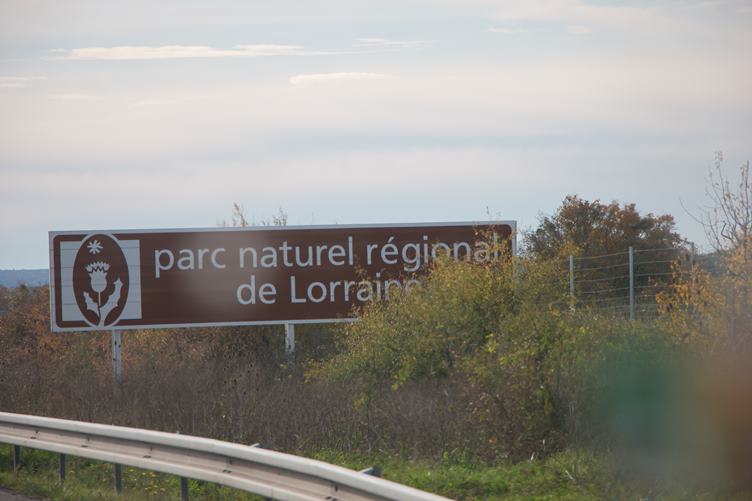 parc naturel régional
de Lorraine